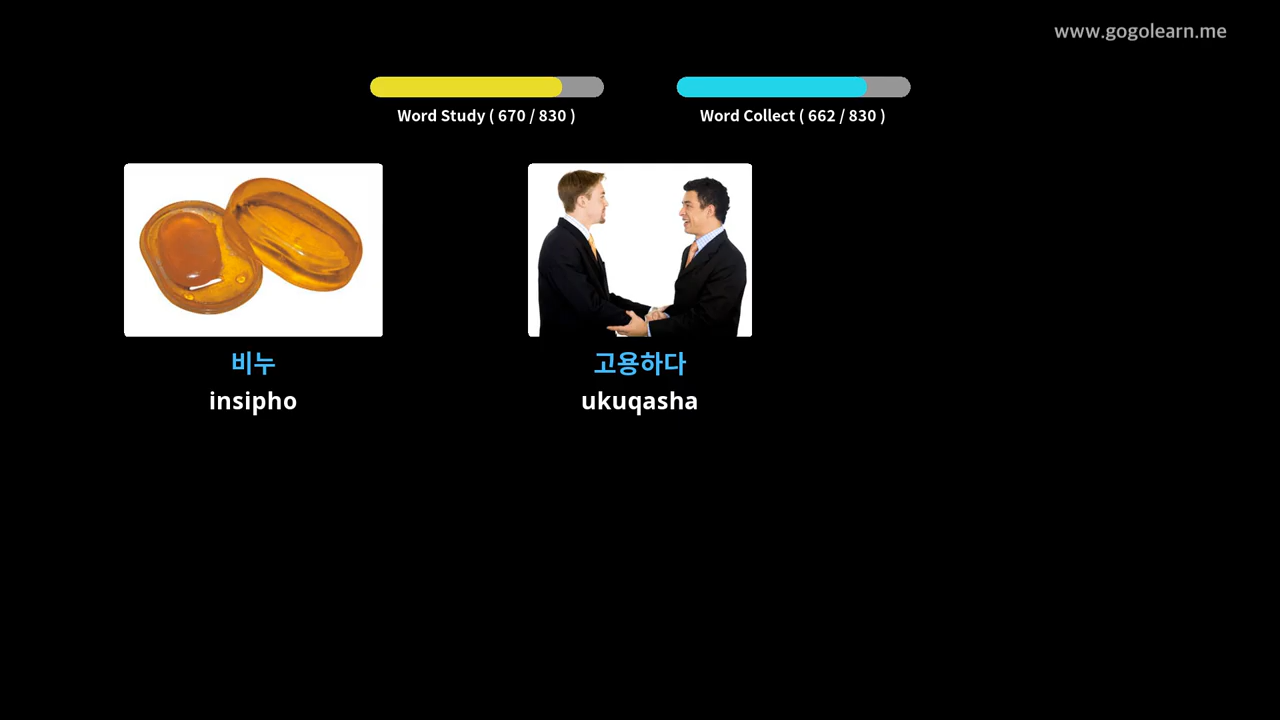 www.gogolearn.me
Word Study ( 670 / 830 )
Word Collect ( 662 / 830 )
비누
insipho
고용하다
ukuqasha